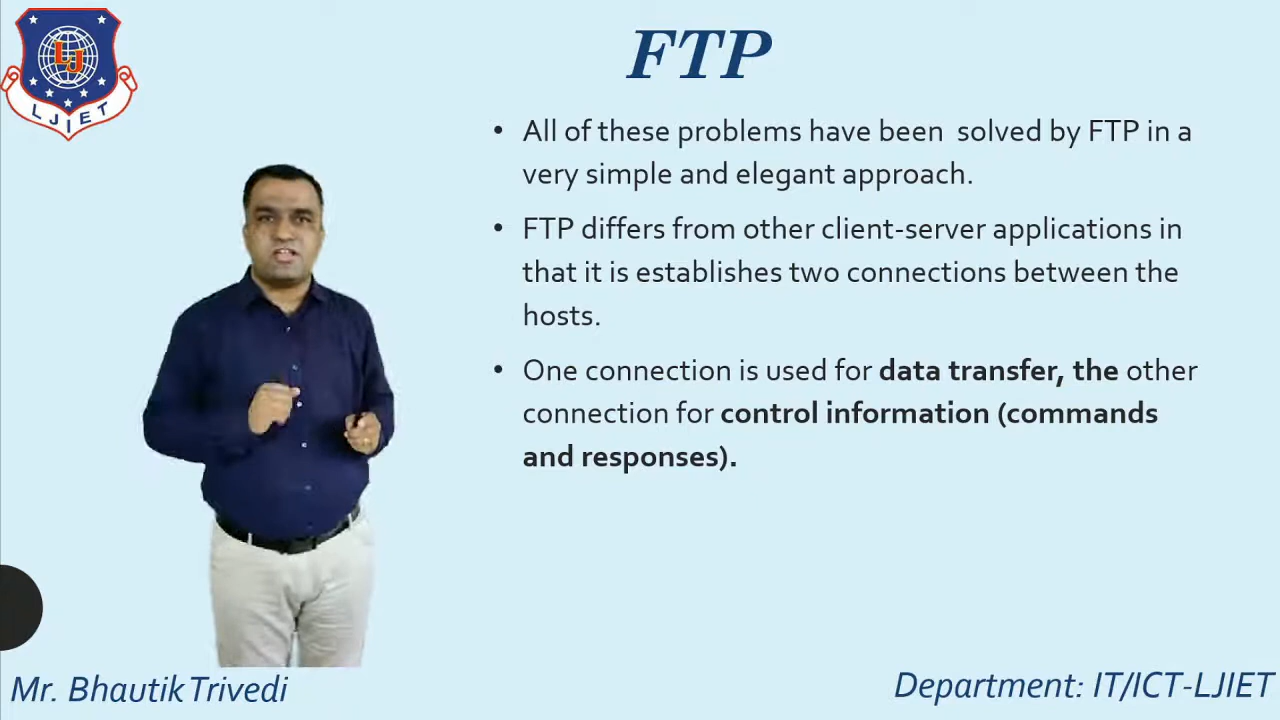 LJ
LJIET
FTP
• All of these problems have been solved by FTP in a
very simple and elegant approach.
• FTP differs from other client-server applications in
that it is establishes two connections between the
hosts.
• One connection is used for data transfer, the other
connection for control information (commands
and responses).
Mr. Bhautik Trivedi
Department: IT/ICT-LJIET